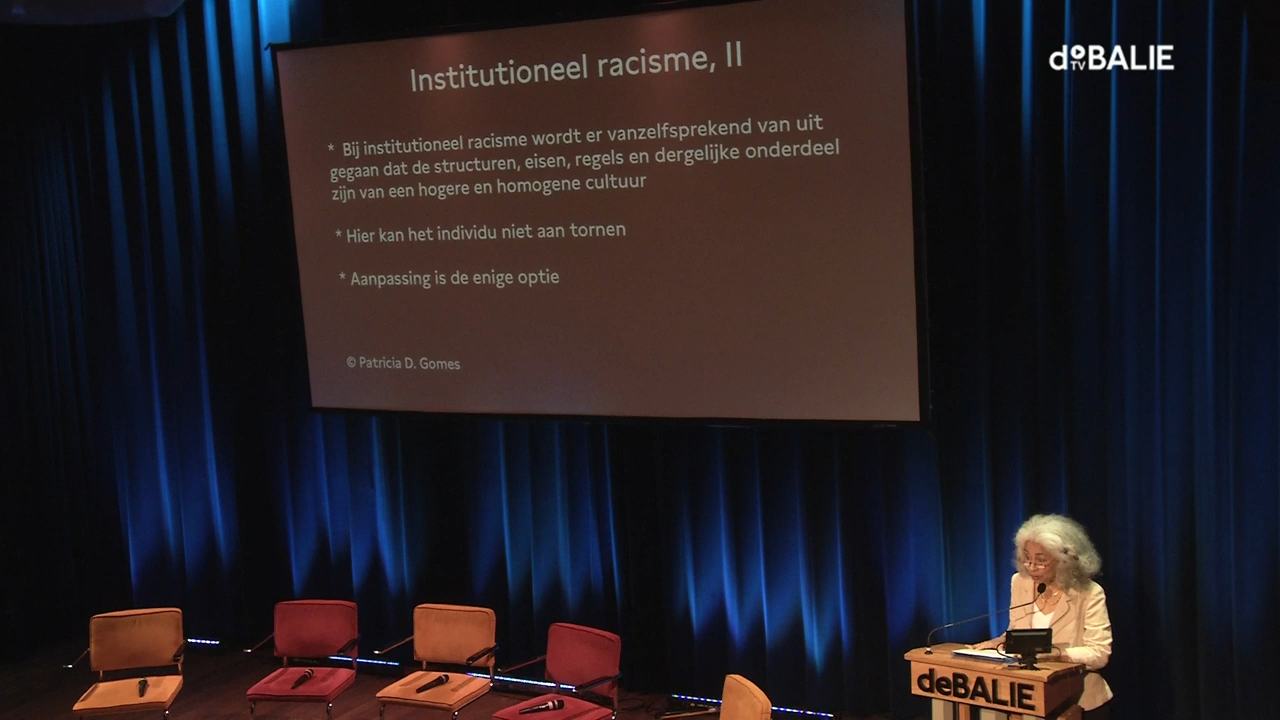 deBALIE TV
Institutioneel racisme, II
* Bij institutioneel racisme wordt er vanzelfsprekend van uit
gegaan dat de structuren, eisen, regels en dergelijke onderdeel
zijn van een hogere en homogene cultuur
* Hier kan het individu niet aan tornen
* Aanpassing is de enige optie
© Patricia D. Gomes
deBALIE